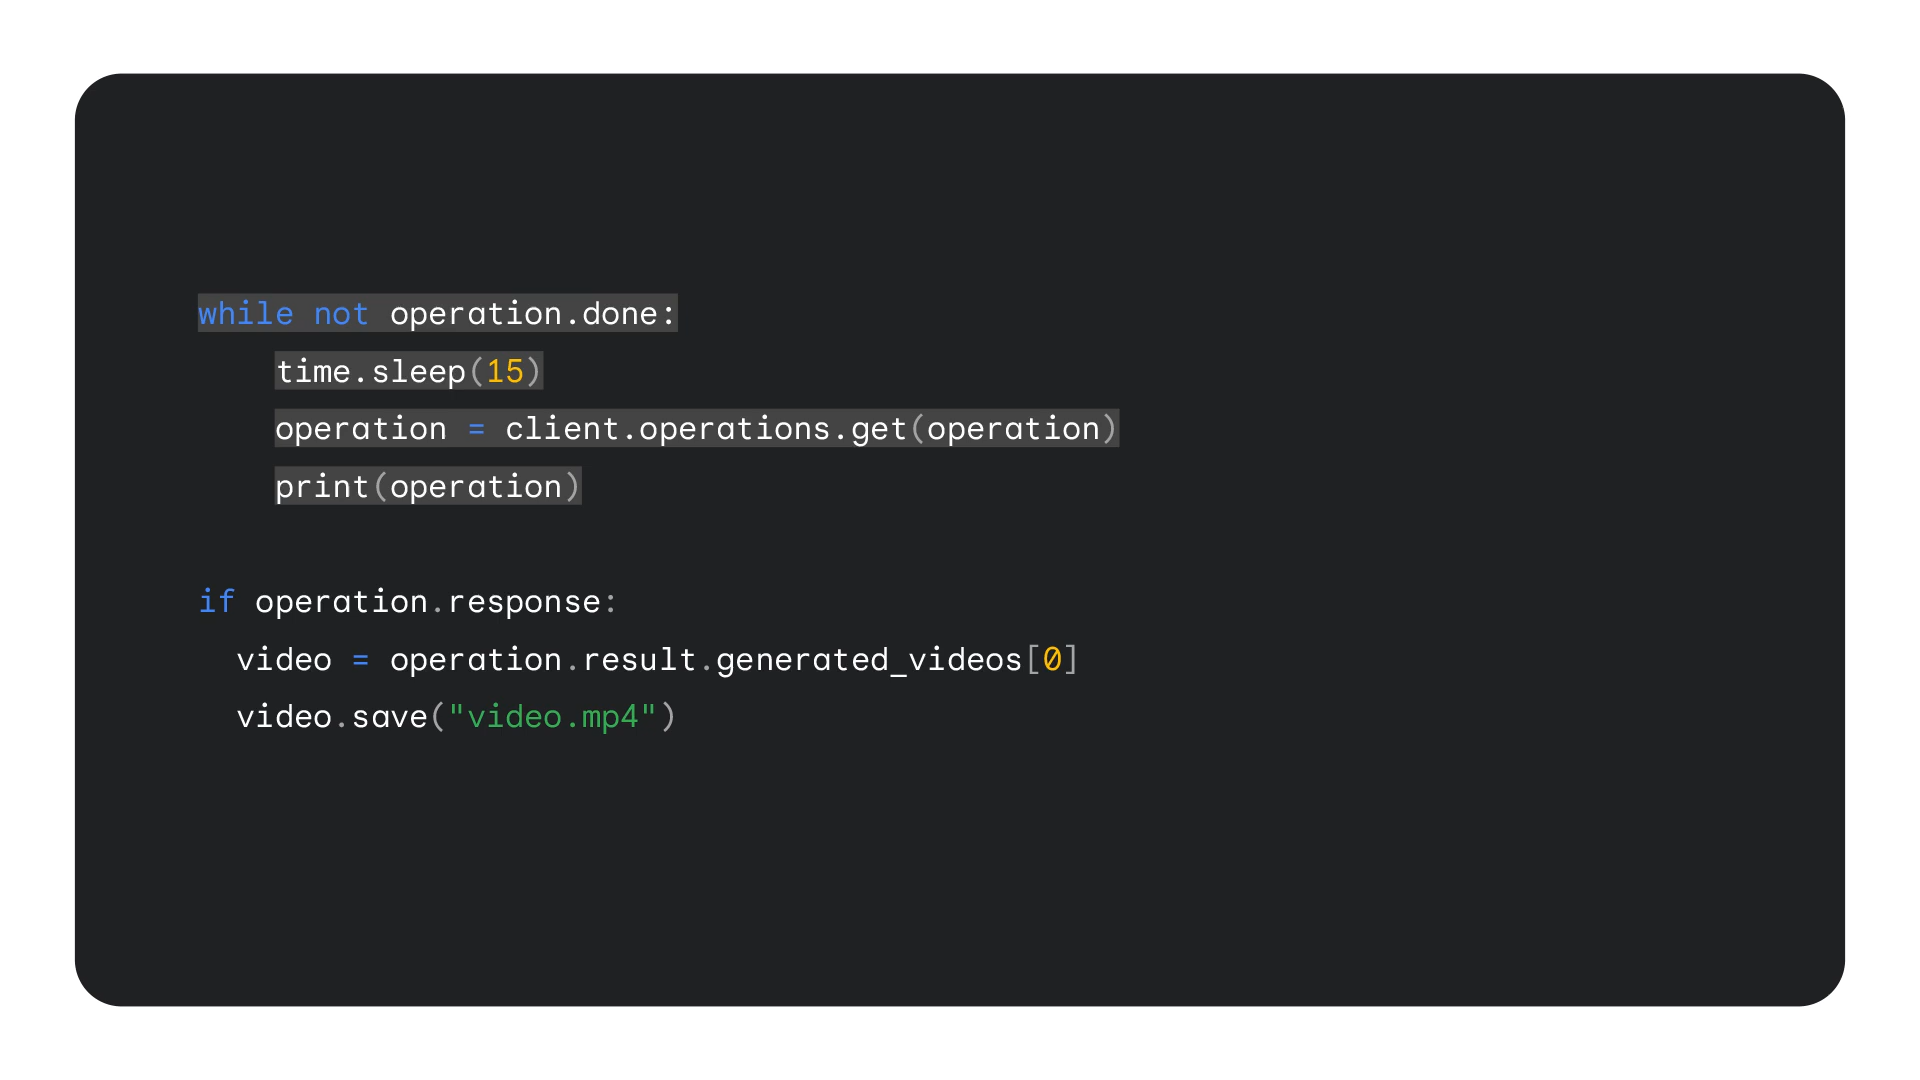 while not operation.done:
    time.sleep(15)
    operation = client.operations.get(operation)
    print(operation)

if operation.response:
  video = operation.result.generated_videos[0]
  video.save("video.mp4")